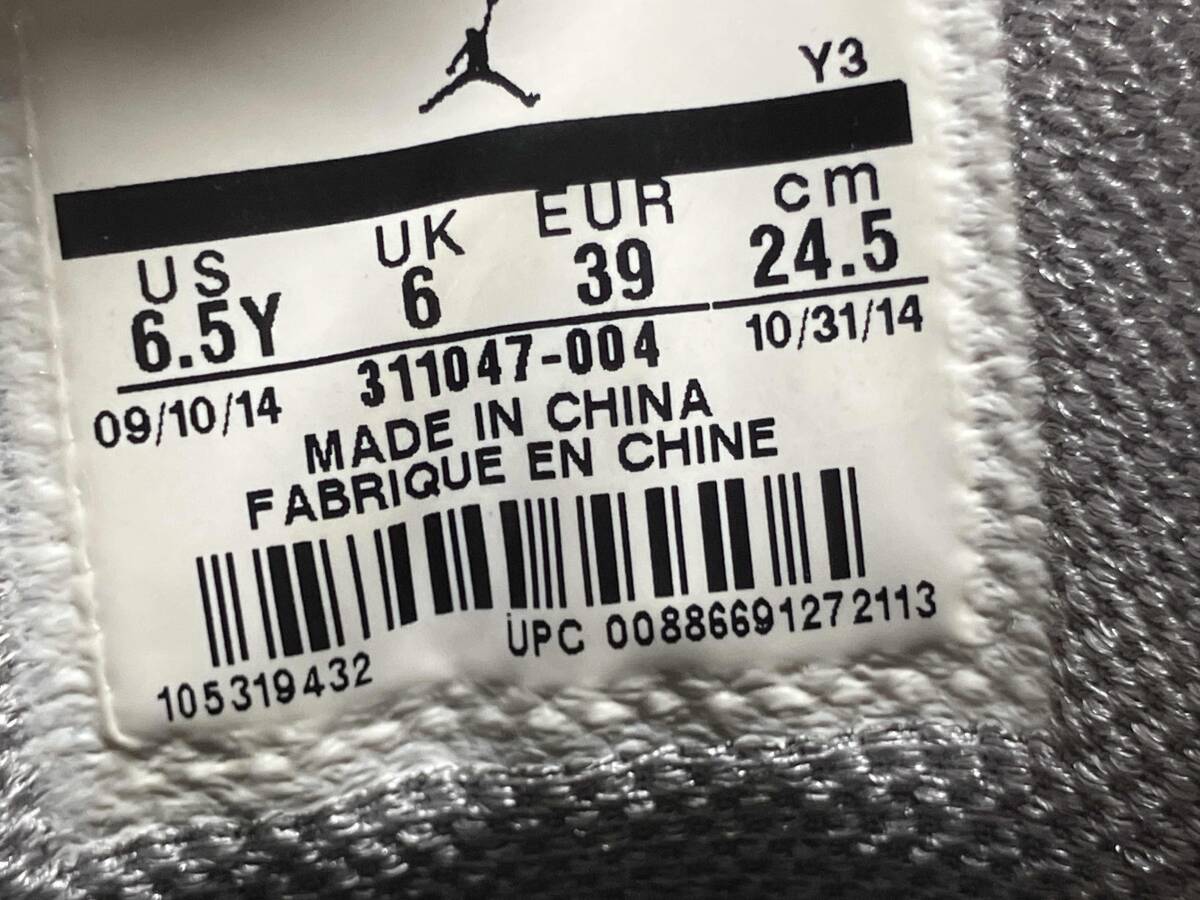 Y3
US UK EUR cm
6.5Y 6 39 24.5
09/10/14 311047-004 10/31/14
MADE IN CHINA
FABRIQUE EN CHINE
105319432 UPC 00886691272113